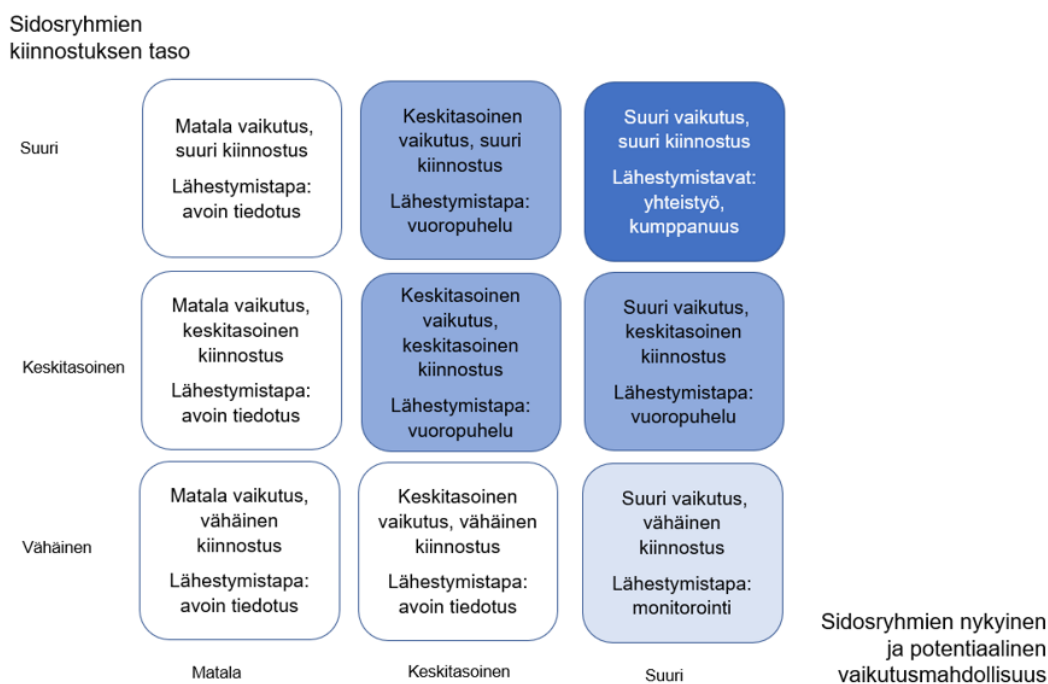 Sidosryhmien
kiinnostuksen taso
Suuri
Matala vaikutus,
suuri kiinnostus
Lähestymistapa:
avoin tiedotus
Keskitasoinen
vaikutus, suuri
kiinnostus
Lähestymistapa:
vuoropuhelu
Suuri vaikutus,
suuri kiinnostus
Lähestymistavat:
yhteistyö,
kumppanuus
Keskitasoinen
Matala vaikutus,
keskitasoinen
kiinnostus
Lähestymistapa:
avoin tiedotus
Keskitasoinen
vaikutus,
keskitasoinen
kiinnostus
Lähestymistapa:
vuoropuhelu
Suuri vaikutus,
keskitasoinen
kiinnostus
Lähestymistapa:
vuoropuhelu
Vähäinen
Matala vaikutus,
vähäinen
kiinnostus
Lähestymistapa:
avoin tiedotus
Keskitasoinen
vaikutus, vähäinen
kiinnostus
Lähestymistapa:
avoin tiedotus
Suuri vaikutus,
vähäinen
kiinnostus
Lähestymistapa:
monitorointi
Matala
Keskitasoinen
Suuri
Sidosryhmien nykyinen
ja potentiaalinen
vaikutusmahdollisuus